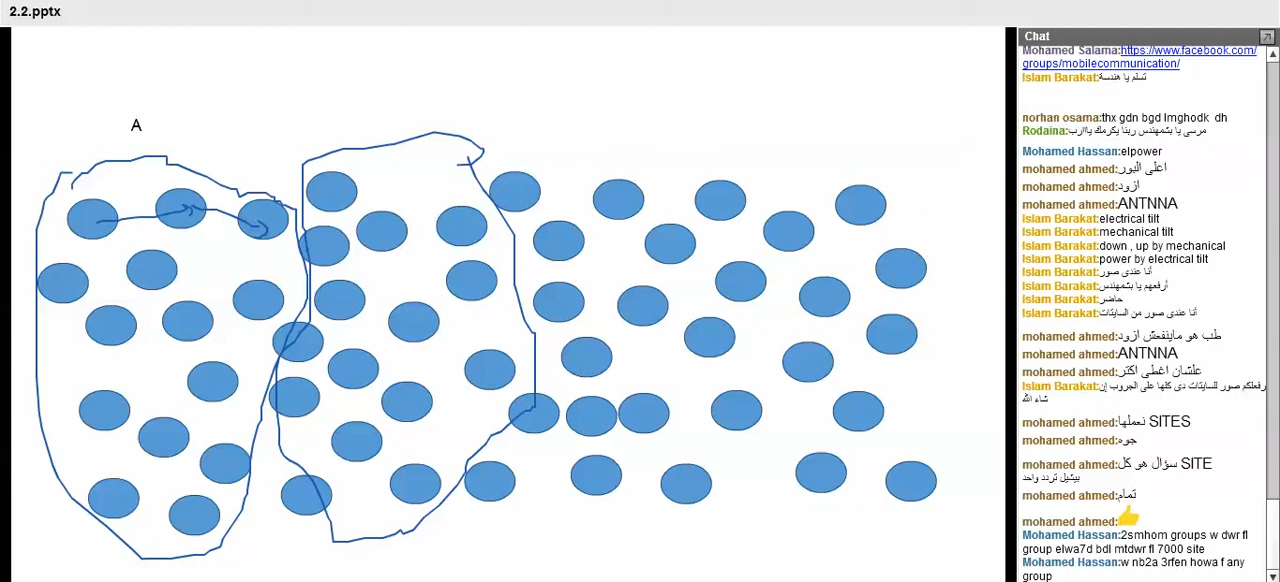 2.2.pptx
A
Chat
Mohamed Salama:https://www.facebook.com/
groups/mobilecommunication/
Islam Barakat:تسلم يا هندسة
norhan osama:thx gdn bgd lmghodk dh
Rodaina:مرسى يا بشمهندس ربنا يكرمك يااارب
Mohamed Hassan:elpower
mohamed ahmed:اعلى البور
mohamed ahmed:ازود
mohamed ahmed:ANTNNA
Islam Barakat:electrical tilt
Islam Barakat:mechanical tilt
Islam Barakat:down , up by mechanical
Islam Barakat:power by electrical tilt
Islam Barakat:أنا عندى صور
Islam Barakat:أرفعهم يا بشمهندس
Islam Barakat:حاضر
Islam Barakat:أنا عندى صور من السايتات
mohamed ahmed:طب هو ماينفعش ازود
mohamed ahmed:ANTNNA
mohamed ahmed:علشان اغطى اكتر
Islam Barakat:رفعلكم صور للسايتات دى كلها على الجروب إن
شاء الله
mohamed ahmed:نعملها SITES
mohamed ahmed:جوه
mohamed ahmed:سؤال هو كل SITE
بيشيل تردد واحد
mohamed ahmed:تمام
mohamed ahmed:
Mohamed Hassan:2smhom groups w dwr fl
group elwa7d bdl mtdwr fl 7000 site
Mohamed Hassan:w nb2a 3rfen howa f any
group